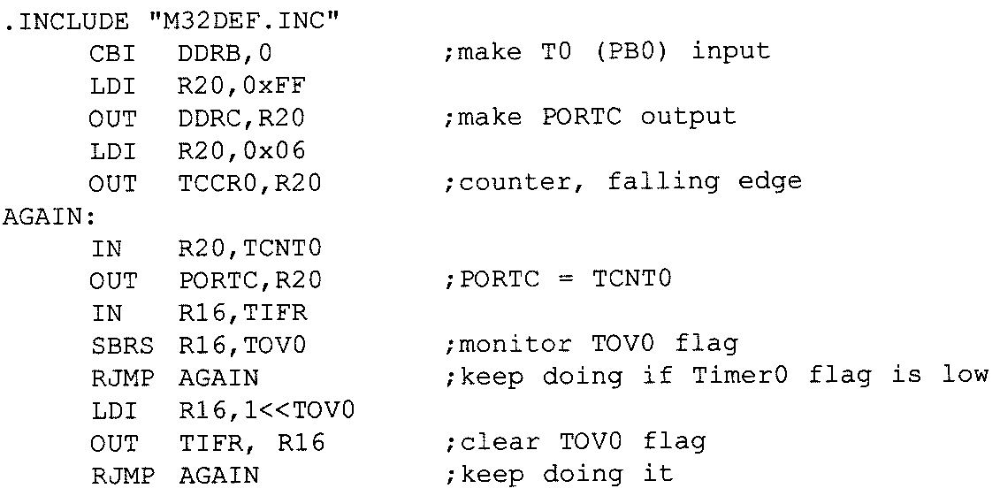 .INCLUDE "M32DEF.INC"
CBI DDRB,0 ;make T0 (PB0) input
LDI R20,0xFF
OUT DDRC,R20 ;make PORTC output
LDI R20,0x06
OUT TCCR0,R20 ;counter, falling edge
AGAIN:
IN R20,TCNT0
OUT PORTC,R20 ;PORTC = TCNT0
IN R16,TIFR
SBRS R16,TOV0 ;monitor TOV0 flag
RJMP AGAIN ;keep doing if Timer0 flag is low
LDI R16,1<<TOV0
OUT TIFR, R16 ;clear TOV0 flag
RJMP AGAIN ;keep doing it